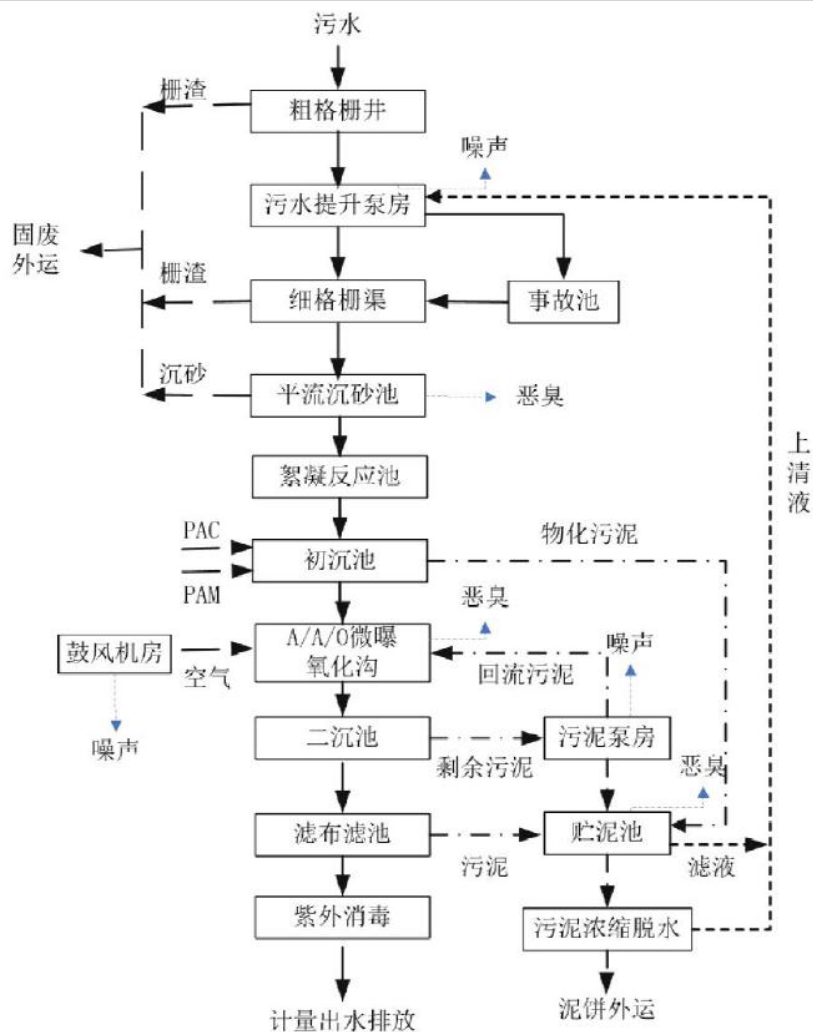 污水
栅渣
粗格栅井
噪声
污水提升泵房
固废
外运
栅渣
细格栅渠
事故池
沉砂
平流沉砂池
恶臭
上
清
液
絮凝反应池
PAC
物化污泥
初沉池
PAM
恶臭
A/A/O微曝
氧化沟
噪声
鼓风机房
空气
回流污泥
噪声
二沉池
污泥泵房
剩余污泥
恶臭
滤布滤池
贮泥池
污泥
滤液
紫外消毒
污泥浓缩脱水
计量出水排放
泥饼外运